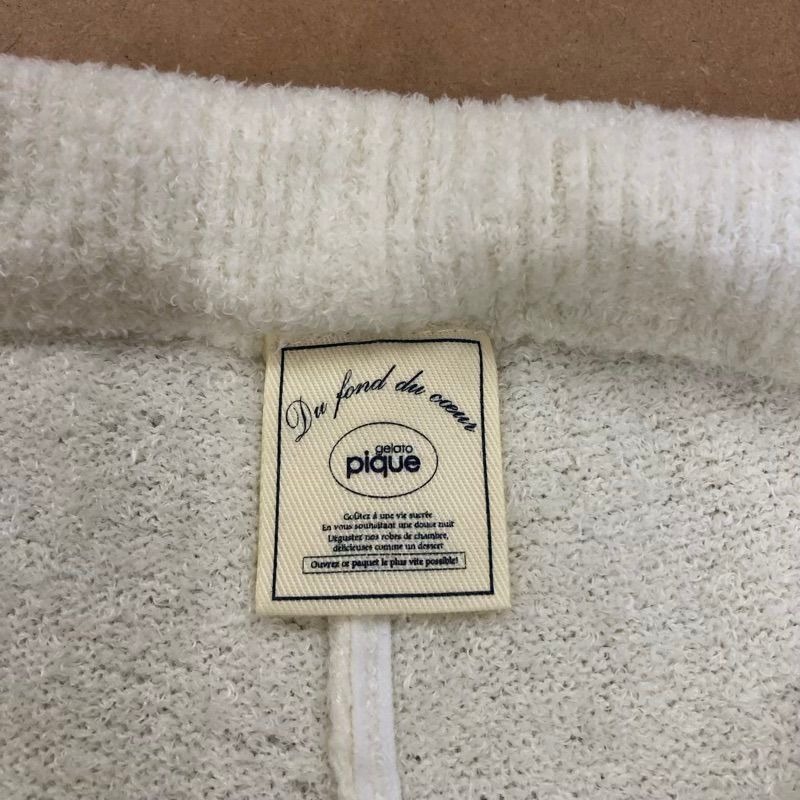 Du fond du cœur
gelato
pique
Goûtez à une vie sucrée
En vous souhaitant une douce nuit
Dégustez nos robes de chambre,
délicieuses comme un dessert
Ouvrez ce paquet le plus vite possible!